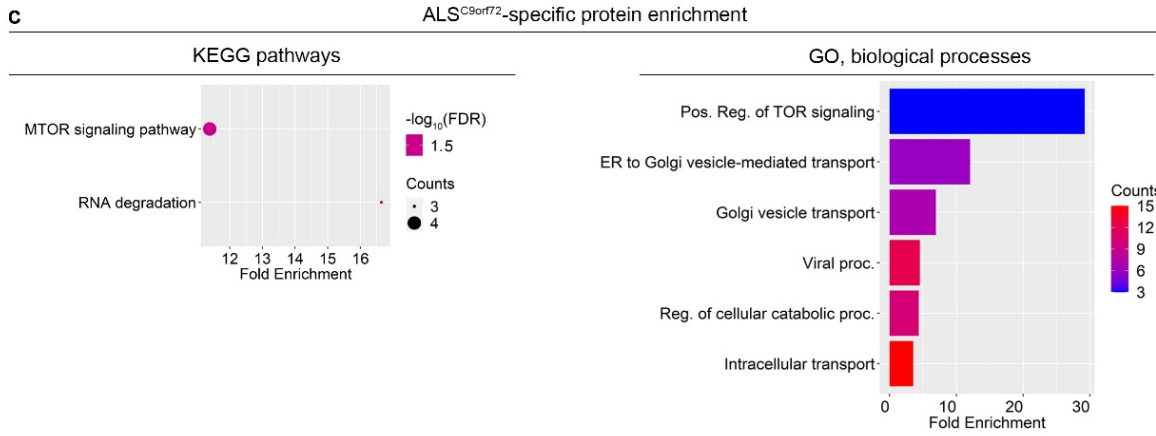 c
ALSC9orf72-specific protein enrichment
KEGG pathways
MTOR signaling pathway
RNA degradation
12 13 14 15 16
Fold Enrichment
-log10(FDR)
1.5
Counts
3
4
GO, biological processes
Pos. Reg. of TOR signaling
ER to Golgi vesicle-mediated transport
Golgi vesicle transport
Viral proc.
Reg. of cellular catabolic proc.
Intracellular transport
0 10 20 30
Fold Enrichment
Counts
15
12
9
6
3